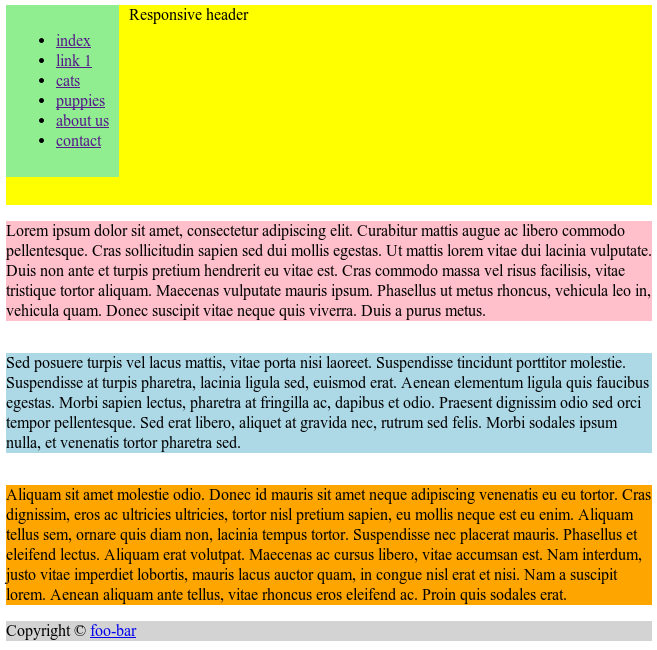 Responsive header
index
link 1
cats
puppies
about us
contact
Lorem ipsum dolor sit amet, consectetur adipiscing elit. Curabitur mattis augue ac libero commodo
pellentesque. Cras sollicitudin sapien sed dui mollis egestas. Ut mattis lorem vitae dui lacinia vulputate.
Duis non ante et turpis pretium hendrerit eu vitae est. Cras commodo massa vel risus facilisis, vitae
tristique tortor aliquam. Maecenas vulputate mauris ipsum. Phasellus ut metus rhoncus, vehicula leo in,
vehicula quam. Donec suscipit vitae neque quis viverra. Duis a purus metus.
Sed posuere turpis vel lacus mattis, vitae porta nisi laoreet. Suspendisse tincidunt porttitor molestie.
Suspendisse at turpis pharetra, lacinia ligula sed, euismod erat. Aenean elementum ligula quis faucibus
egestas. Morbi sapien lectus, pharetra at fringilla ac, dapibus et odio. Praesent dignissim odio sed orci
tempor pellentesque. Sed erat libero, aliquet at gravida nec, rutrum sed felis. Morbi sodales ipsum
nulla, et venenatis tortor pharetra sed.
Aliquam sit amet molestie odio. Donec id mauris sit amet neque adipiscing venenatis eu eu tortor. Cras
dignissim, eros ac ultricies ultricies, tortor nisl pretium sapien, eu mollis neque est eu enim. Aliquam
tellus sem, ornare quis diam non, lacinia tempus tortor. Suspendisse nec placerat mauris. Phasellus et
eleifend lectus. Aliquam erat volutpat. Maecenas ac cursus libero, vitae accumsan est. Nam interdum,
justo vitae imperdiet lobortis, mauris lacus auctor quam, in congue nisl erat et nisi. Nam a suscipit
lorem. Aenean aliquam ante tellus, vitae rhoncus eros eleifend ac. Proin quis sodales erat.
Copyright © foo-bar